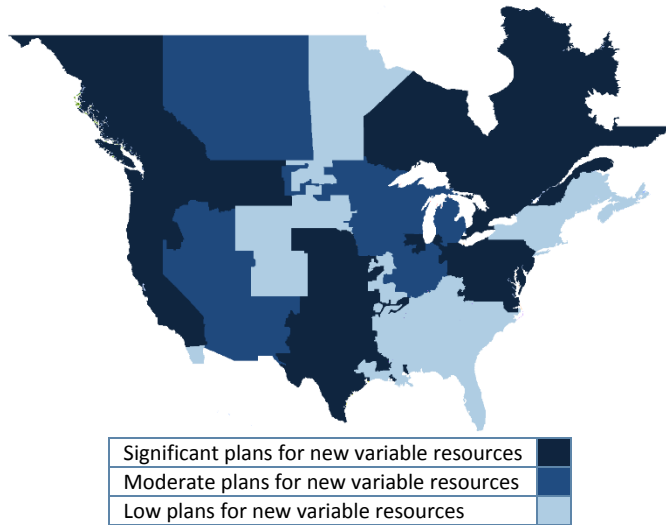 Significant plans for new variable resources
Moderate plans for new variable resources
Low plans for new variable resources